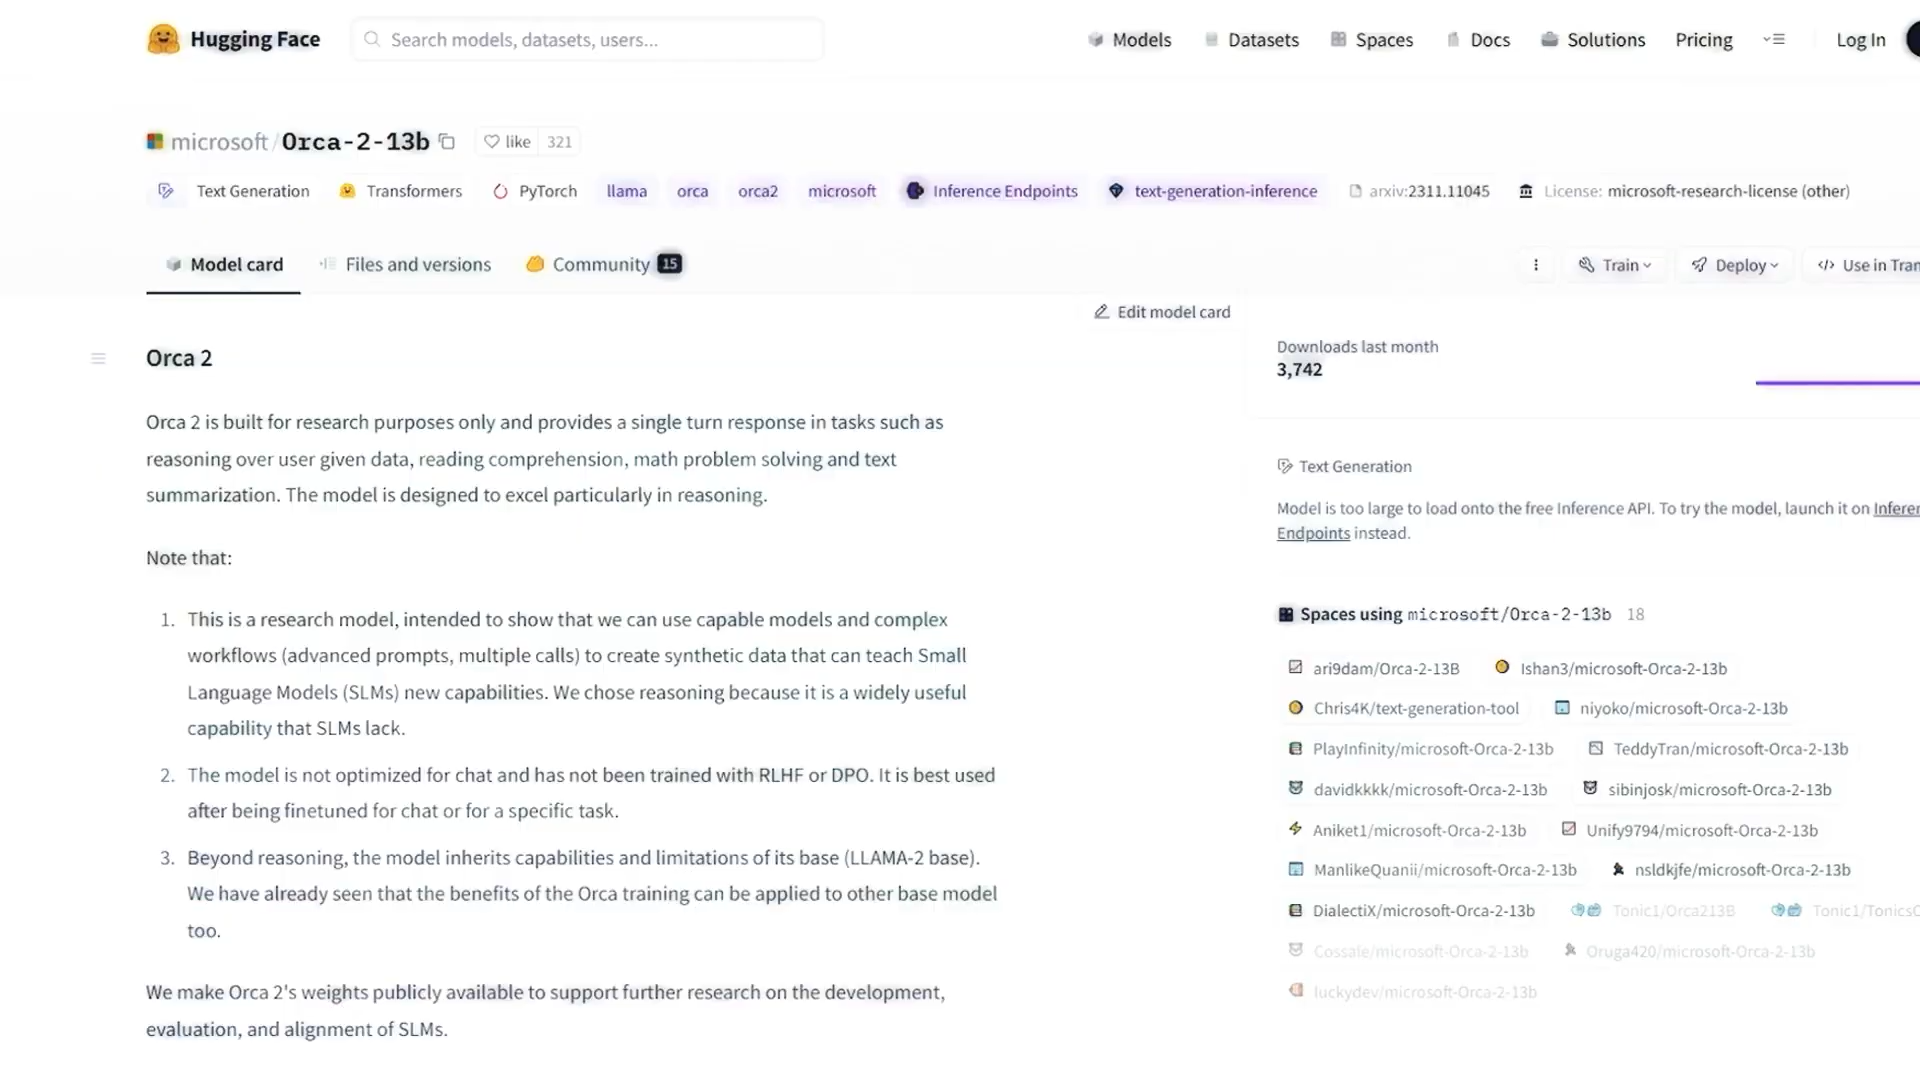 Hugging Face
Search models, datasets, users...
Models
Datasets
Spaces
Docs
Solutions
Pricing
Log In
microsoft/Orca-2-13b
like 321
Text Generation
Transformers
PyTorch
llama
orca
orca2
microsoft
Inference Endpoints
text-generation-inference
arxiv:2311.11045
License: microsoft-research-license (other)
Model card
Files and versions
Community 15
Train
Deploy
</> Use in Tran
Edit model card
Orca 2
Orca 2 is built for research purposes only and provides a single turn response in tasks such as
reasoning over user given data, reading comprehension, math problem solving and text
summarization. The model is designed to excel particularly in reasoning.
Note that:
1. This is a research model, intended to show that we can use capable models and complex
workflows (advanced prompts, multiple calls) to create synthetic data that can teach Small
Language Models (SLMs) new capabilities. We chose reasoning because it is a widely useful
capability that SLMs lack.
2. The model is not optimized for chat and has not been trained with RLHF or DPO. It is best used
after being finetuned for chat or for a specific task.
3. Beyond reasoning, the model inherits capabilities and limitations of its base (LLAMA-2 base).
We have already seen that the benefits of the Orca training can be applied to other base model
too.
We make Orca 2's weights publicly available to support further research on the development,
evaluation, and alignment of SLMs.
Downloads last month
3,742
Text Generation
Model is too large to load onto the free Inference API. To try the model, launch it on Inferen
Endpoints instead.
Spaces using microsoft/Orca-2-13b 18
ari9dam/Orca-2-13B
Ishan3/microsoft-Orca-2-13b
Chris4K/text-generation-tool
niyoko/microsoft-Orca-2-13b
PlayInfinity/microsoft-Orca-2-13b
TeddyTran/microsoft-Orca-2-13b
davidkkkk/microsoft-Orca-2-13b
sibinjosk/microsoft-Orca-2-13b
Aniket1/microsoft-Orca-2-13b
Unify9794/microsoft-Orca-2-13b
ManlikeQuanii/microsoft-Orca-2-13b
nsldkjfe/microsoft-Orca-2-13b
DialectiX/microsoft-Orca-2-13b
Tonic1/Orca213B
Tonic1/TonicsO
Cossale/microsoft-Orca-2-13b
Oruga420/microsoft-Orca-2-13b
luckydev/microsoft-Orca-2-13b